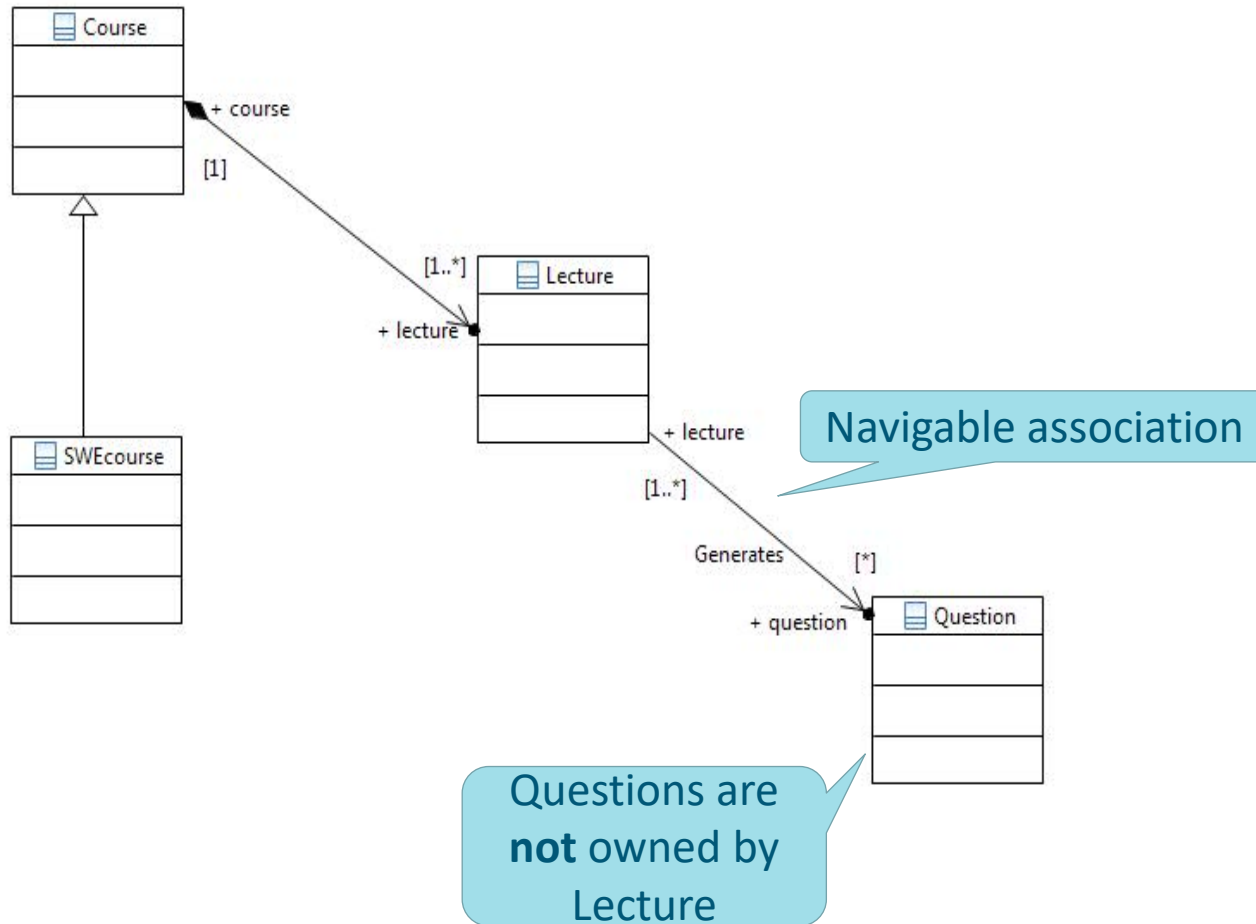 Course
+ course
[1]
[1..*]
Lecture
+ lecture
+ lecture
Navigable association
SWEcourse
[1..*]
Generates
[*]
+ question
Question
Questions are
not owned by
Lecture